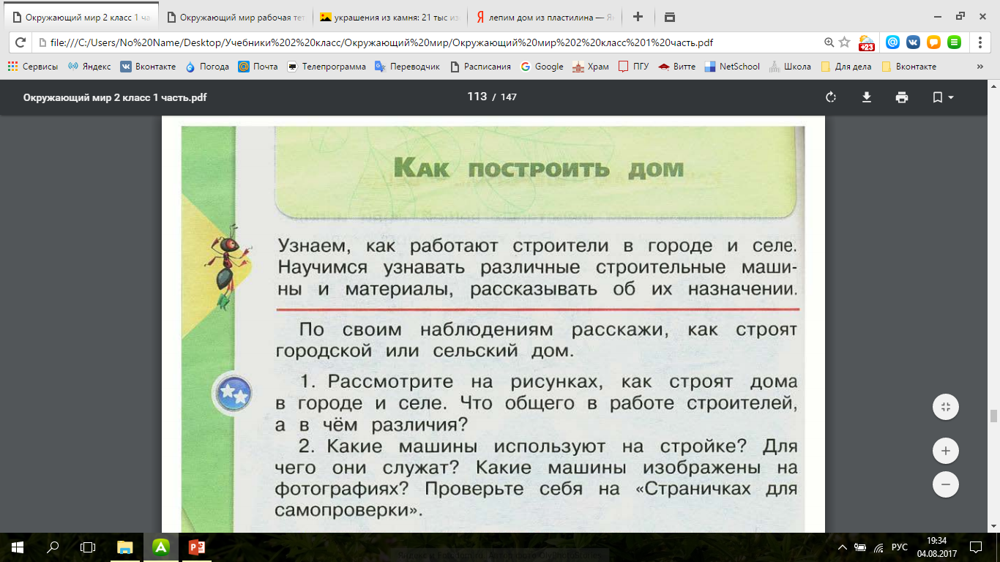 Окружающий мир 2 класс 1 ча
Окружающий мир рабочая тет
украшения из камня: 21 тыс из
лепим дом из пластилина — Ян
file:///C:/Users/No%20Name/Desktop/Учебники%202%20класс/Окружающий%20мир/Окружающий%20мир%202%20класс%201%20часть.pdf
+23
Сервисы Яндекс Вконтакте Погода Почта Телепрограмма Переводчик Расписания Google Храм ПГУ Витте NetSchool Школа Для дела Вконтакте »
Окружающий мир 2 класс 1 часть.pdf
113 / 147
Как построить дом
Узнаем, как работают строители в городе и селе.
Научимся узнавать различные строительные маши-
ны и материалы, рассказывать об их назначении.
По своим наблюдениям расскажи, как строят
городской или сельский дом.
1. Рассмотрите на рисунках, как строят дома
в городе и селе. Что общего в работе строителей,
а в чём различия?
2. Какие машины используют на стройке? Для
чего они служат? Какие машины изображены на
фотографиях? Проверьте себя на «Страничках для
самопроверки».
РУС
19:34
04.08.2017